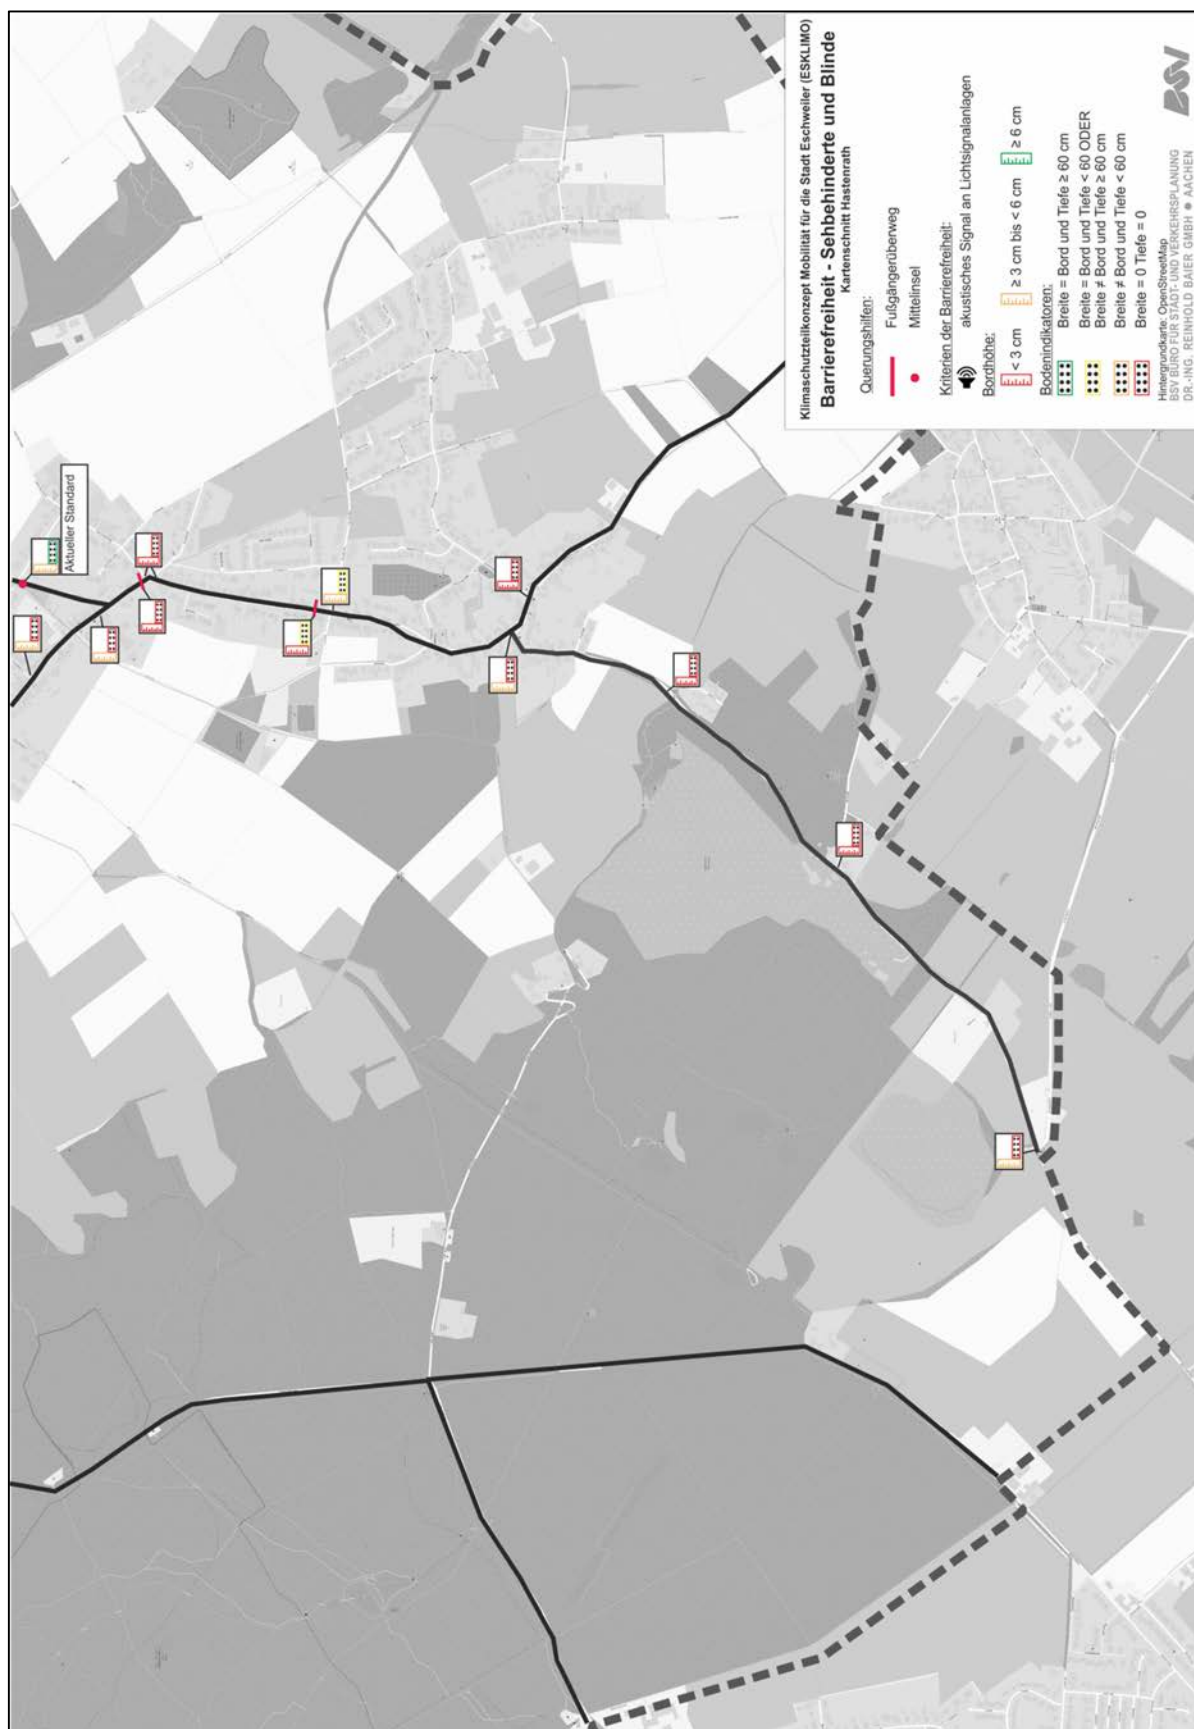 Aktueller Standard
Klimaschutzteilkonzept Mobilität für die Stadt Eschweiler (ESKLIMO)
Barrierefreiheit - Sehbehinderte und Blinde
Kartenschnitt Hastenrath
Querungshilfen:
Fußgängerüberweg
Mittelinsel
Kriterien der Barrierefreiheit:
akustisches Signal an Lichtsignalanlagen
Bordhöhe:
< 3 cm ≥ 3 cm bis < 6 cm ≥ 6 cm
Bodenindikatoren:
Breite = Bord und Tiefe ≥ 60 cm
Breite = Bord und Tiefe < 60 ODER
Breite ≠ Bord und Tiefe ≥ 60 cm
Breite ≠ Bord und Tiefe < 60 cm
Breite = 0 Tiefe = 0
Hintergrundkarte: OpenStreetMap
BSV BÜRO FÜR STADT- UND VERKEHRSPLANUNG
DR.-ING. REINHOLD BAIER GMBH ● AACHEN
BSV